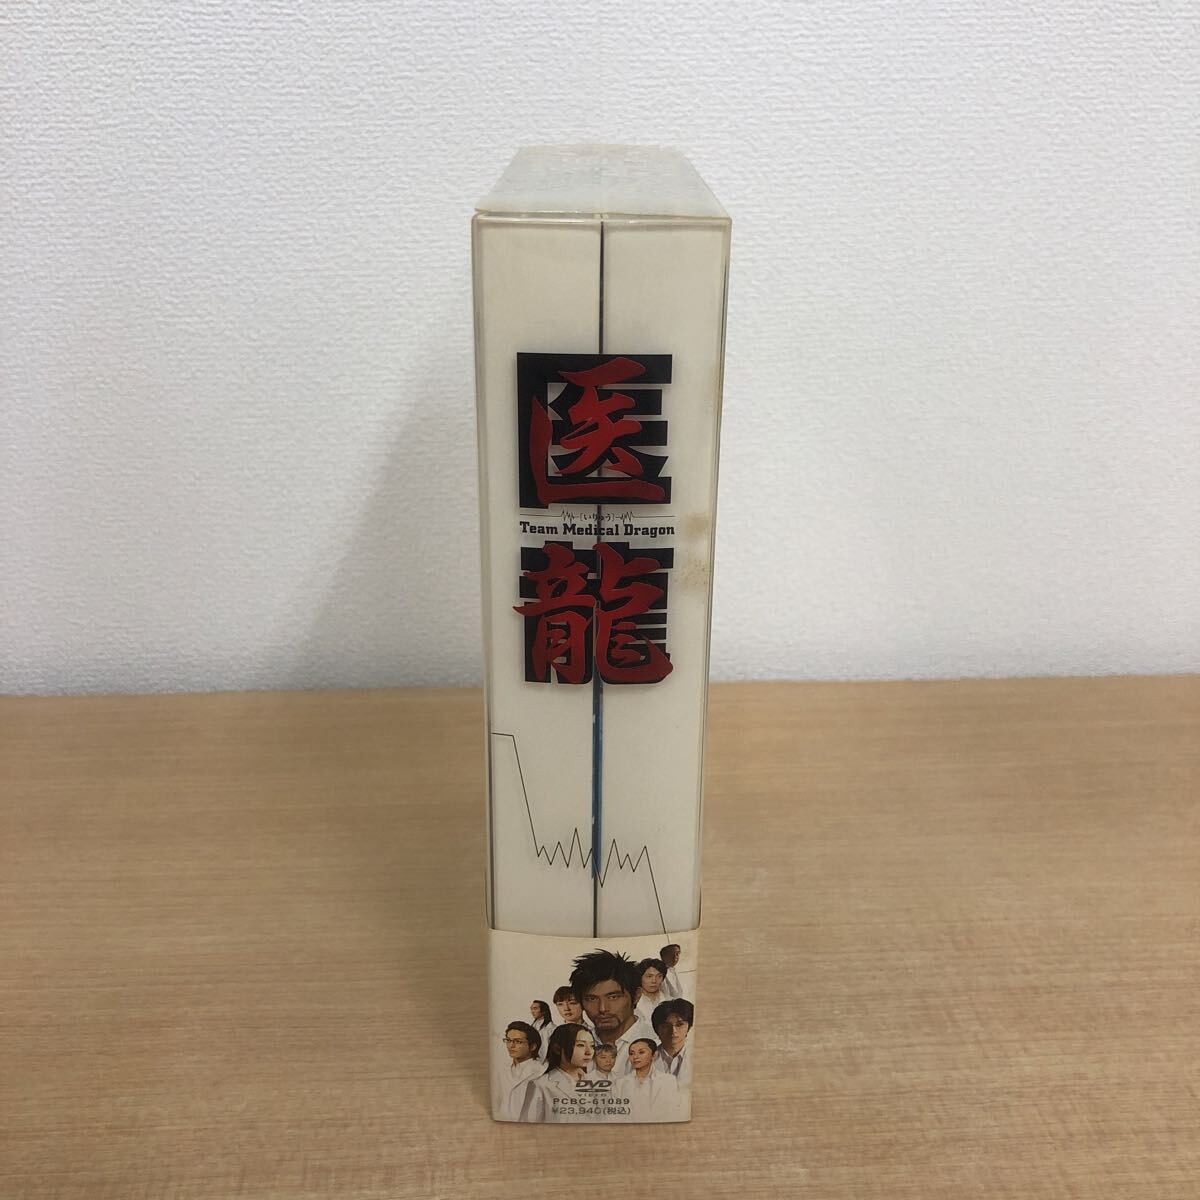 医
[いりゅう]
Team Medical Dragon
龍
DVD
VIDEO
PCBC-61089
¥23,940(税込)